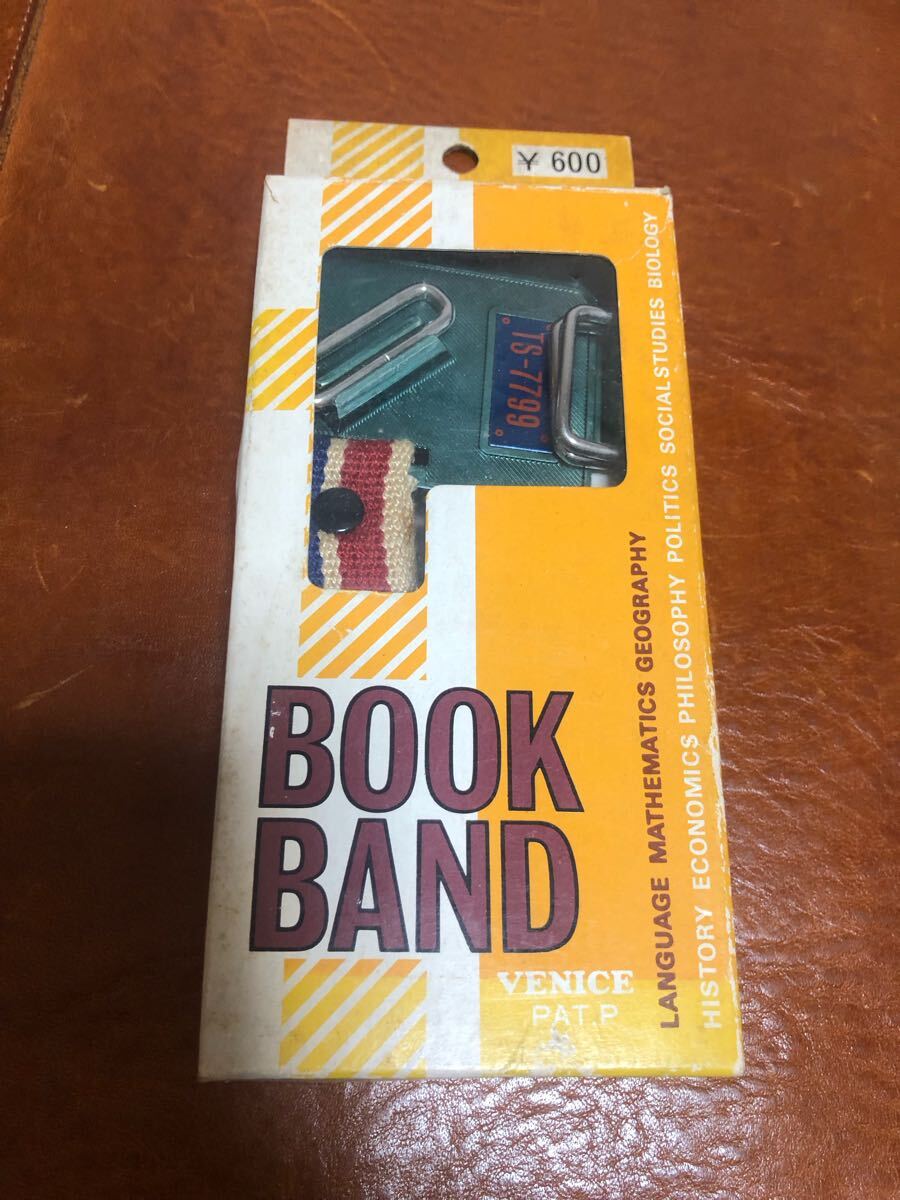 ¥ 600
TS-7799
BOOK
BAND
VENICE
PAT.P
LANGUAGE MATHEMATICS GEOGRAPHY
HISTORY ECONOMICS PHILOSOPHY POLITICS SOCIAL STUDIES BIOLOGY